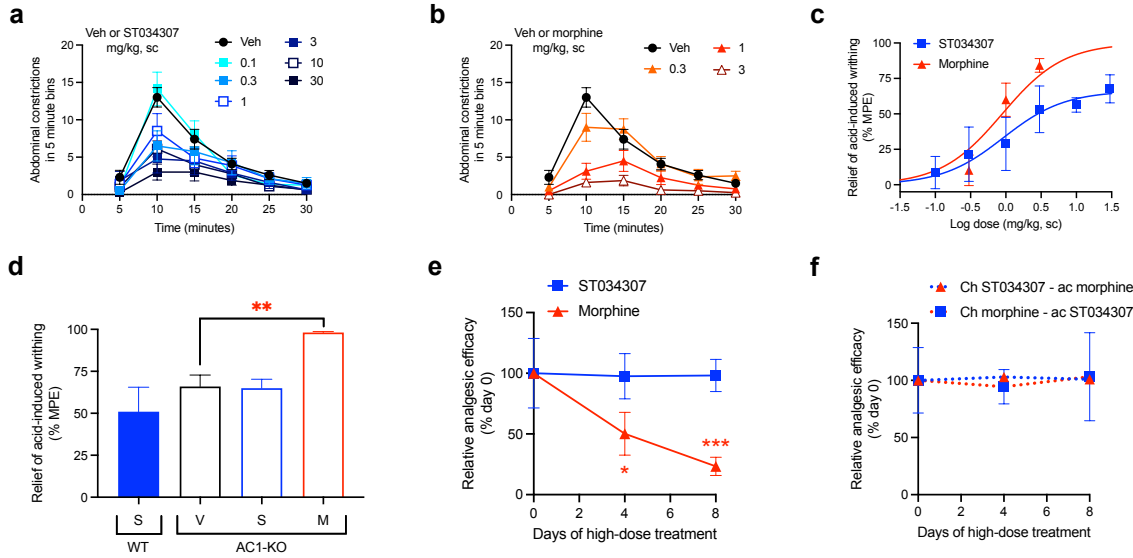 a
Veh or ST034307
mg/kg, sc
Veh
0.1
0.3
1
3
10
30
Abdominal constrictions
in 5 minute bins
20
15
10
5
0
0 5 10 15 20 25 30
Time (minutes)
b
Veh or morphine
mg/kg, sc
Veh
0.3
1
3
Abdominal constrictions
in 5 minute bins
20
15
10
5
0
0 5 10 15 20 25 30
Time (minutes)
c
ST034307
Morphine
Relief of acid-induced writhing
(% MPE)
100
75
50
25
0
-1.5 -1.0 -0.5 0.0 0.5 1.0 1.5
Log dose (mg/kg, sc)
d
**
Relief of acid-induced writhing
(% MPE)
100
75
50
25
0
S V S M
WT AC1-KO
e
ST034307
Morphine
Relative analgesic efficacy
(% day 0)
150
100
50
0
*
***
0 4 8
Days of high-dose treatment
f
Ch ST034307 - ac morphine
Ch morphine - ac ST034307
Relative analgesic efficacy
(% day 0)
150
100
50
0
0 4 8
Days of high-dose treatment